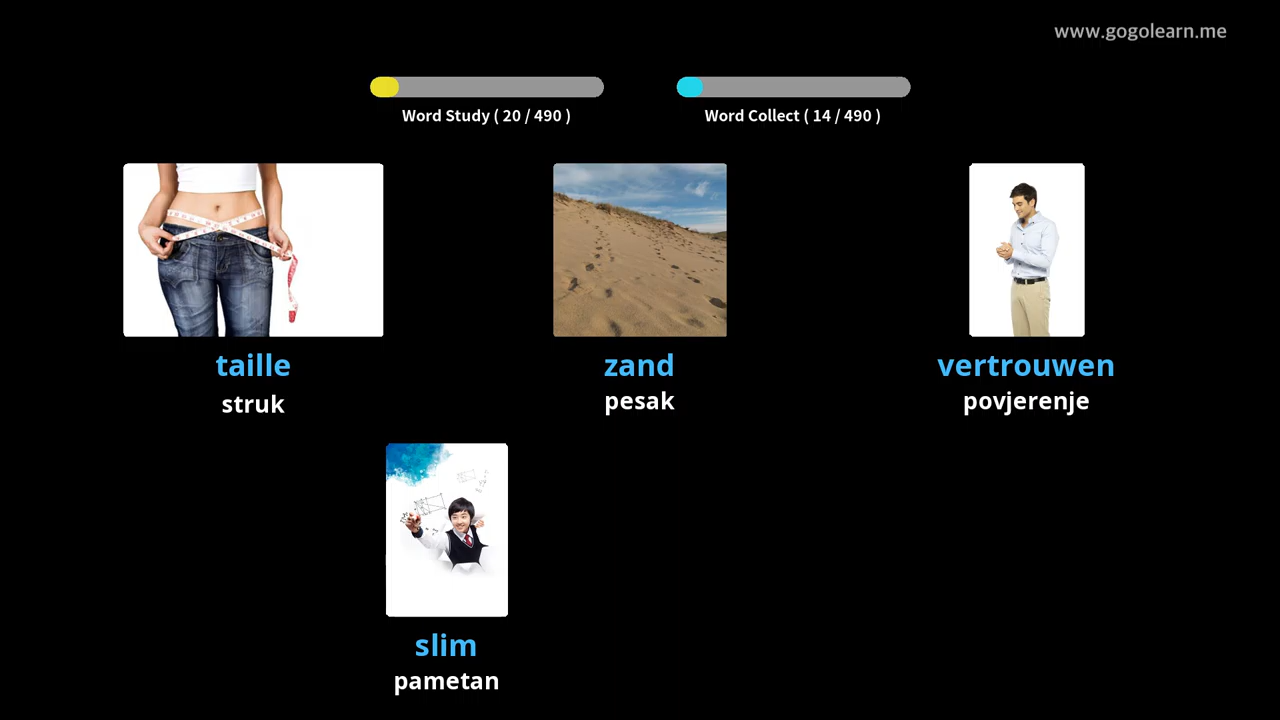 www.gogolearn.me
Word Study ( 20 / 490 )
Word Collect ( 14 / 490 )
taille
struk
zand
pesak
vertrouwen
povjerenje
slim
pametan